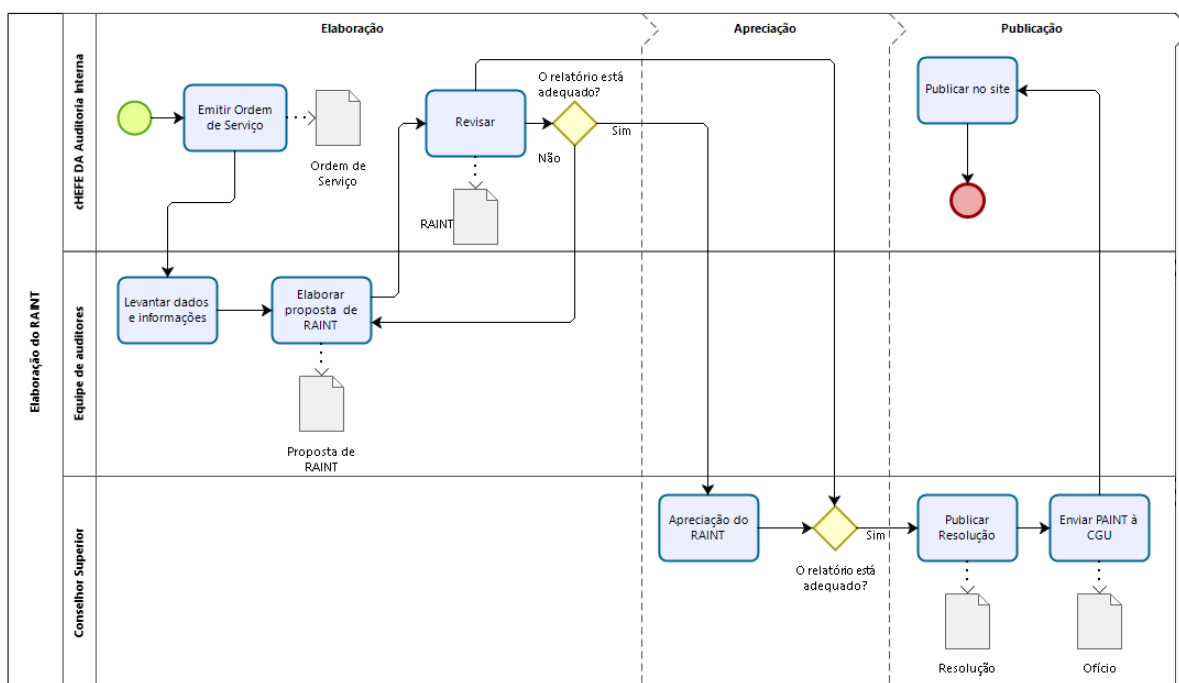 Elaboração
Apreciação
Publicação
Elaboração do RAINT
cHEFE DA Auditoria Interna
Emitir Ordem
de Serviço
Ordem de
Serviço
Revisar
RAINT
O relatório está
adequado?
Sim
Não
Publicar no site
Equipe de auditores
Levantar dados
e informações
Elaborar
proposta de
RAINT
Proposta de
RAINT
Conselhor Superior
Apreciação do
RAINT
O relatório está
adequado?
Sim
Publicar
Resolução
Resolução
Enviar PAINT à
CGU
Ofício